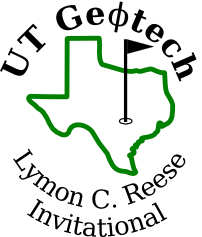 UT Geϕtech
Lymon C. Reese
Invitational